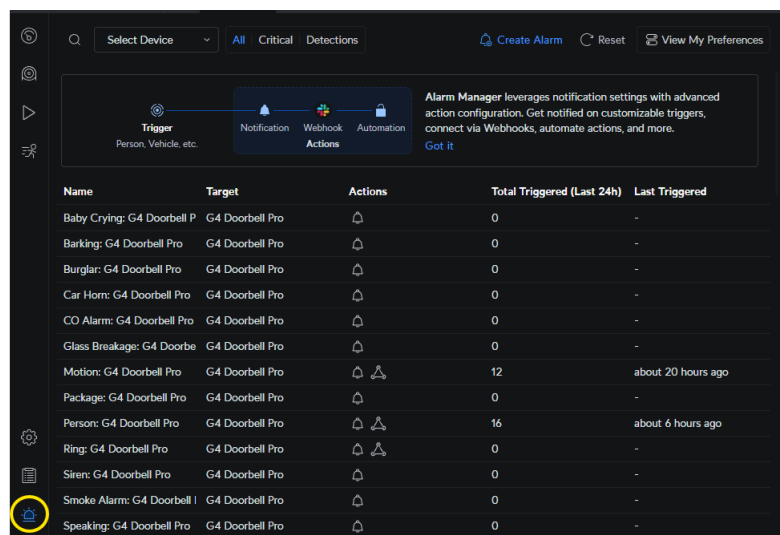 Select Device All Critical Detections Create Alarm Reset View My Preferences
Trigger
Person, Vehicle, etc.
Notification Webhook Automation
Actions
Alarm Manager leverages notification settings with advanced
action configuration. Get notified on customizable triggers,
connect via Webhooks, automate actions, and more.
Got it
Name Target Actions Total Triggered (Last 24h) Last Triggered
Baby Crying: G4 Doorbell P G4 Doorbell Pro 0 -
Barking: G4 Doorbell Pro G4 Doorbell Pro 0 -
Burglar: G4 Doorbell Pro G4 Doorbell Pro 0 -
Car Horn: G4 Doorbell Pro G4 Doorbell Pro 0 -
CO Alarm: G4 Doorbell Pro G4 Doorbell Pro 0 -
Glass Breakage: G4 Doorbe G4 Doorbell Pro 0 -
Motion: G4 Doorbell Pro G4 Doorbell Pro 12 about 20 hours ago
Package: G4 Doorbell Pro G4 Doorbell Pro 0 -
Person: G4 Doorbell Pro G4 Doorbell Pro 16 about 6 hours ago
Ring: G4 Doorbell Pro G4 Doorbell Pro 0 -
Siren: G4 Doorbell Pro G4 Doorbell Pro 0 -
Smoke Alarm: G4 Doorbell G4 Doorbell Pro 0 -
Speaking: G4 Doorbell Pro G4 Doorbell Pro 0 -